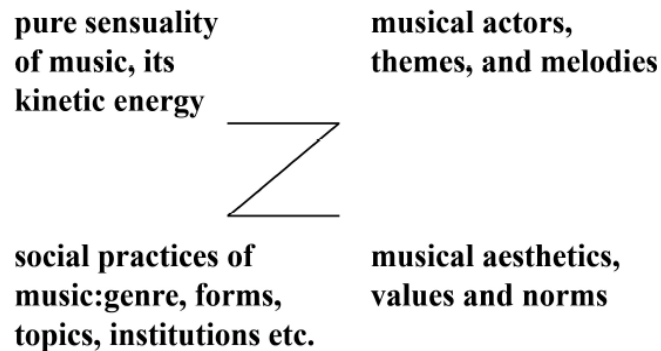 pure sensuality
of music, its
kinetic energy
musical actors,
themes, and melodies
social practices of
music:genre, forms,
topics, institutions etc.
musical aesthetics,
values and norms